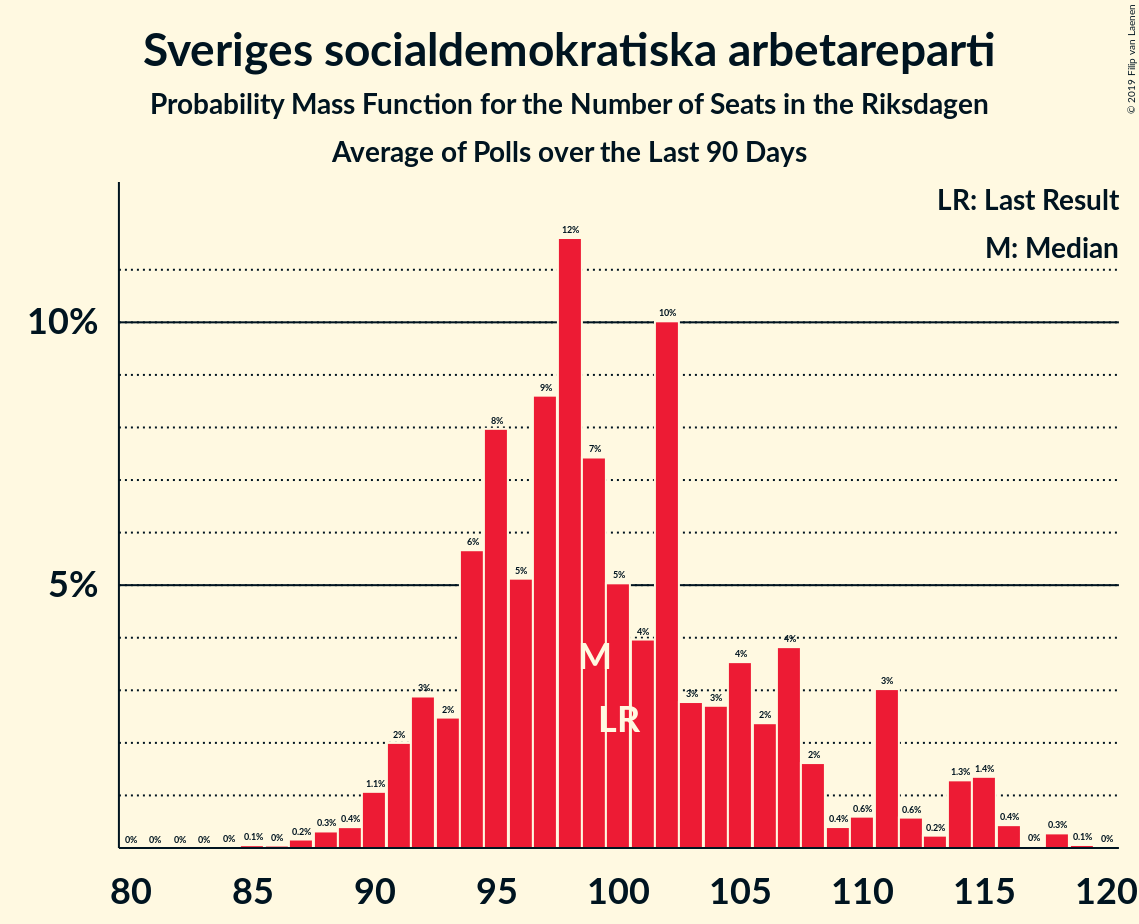 Sveriges socialdemokratiska arbetareparti
Probability Mass Function for the Number of Seats in the Riksdagen
Average of Polls over the Last 90 Days
© 2019 Filip van Laenen
LR: Last Result
M: Median
10%
5%
0% 0% 0% 0% 0% 0.1% 0% 0.2% 0.3% 0.4% 1.1% 2% 3% 2% 6% 8% 5% 9% 12% 7% 5% 4% 10% 3% 3% 4% 2% 4% 2% 0.4% 0.6% 3% 0.6% 0.2% 1.3% 1.4% 0.4% 0% 0.3% 0.1% 0%
M
LR
80 85 90 95 100 105 110 115 120